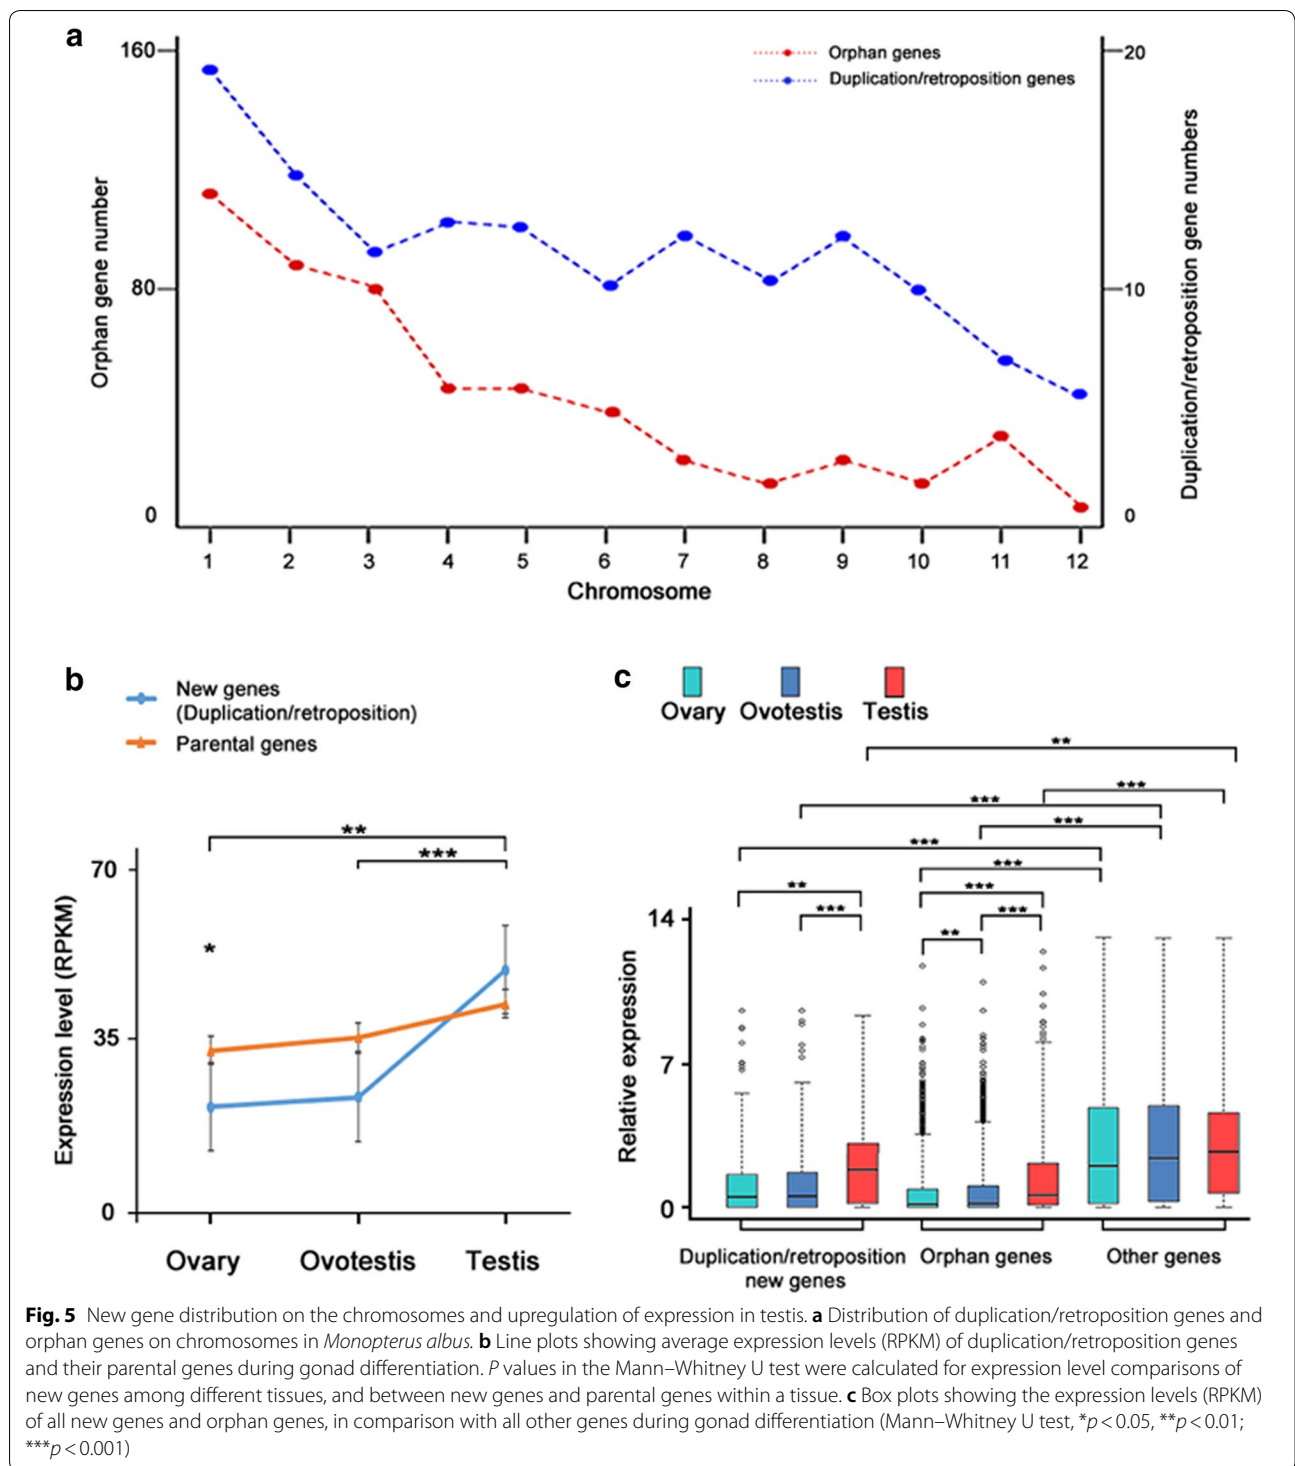 a
160
20
Orphan genes
Duplication/retroposition genes
Orphan gene number
80
10
Duplication/retroposition gene numbers
0
0
1 2 3 4 5 6 7 8 9 10 11 12
Chromosome
b
New genes
(Duplication/retroposition)
Parental genes
**
***
*
70
35
0
Expression level (RPKM)
Ovary Ovotestis Testis
c
Ovary Ovotestis Testis
**
***
***
***
***
***
**
***
***
***
**
14
7
0
Relative expression
Duplication/retroposition
new genes
Orphan genes
Other genes
Fig. 5 New gene distribution on the chromosomes and upregulation of expression in testis. a Distribution of duplication/retroposition genes and
orphan genes on chromosomes in Monopterus albus. b Line plots showing average expression levels (RPKM) of duplication/retroposition genes
and their parental genes during gonad differentiation. P values in the Mann–Whitney U test were calculated for expression level comparisons of
new genes among different tissues, and between new genes and parental genes within a tissue. c Box plots showing the expression levels (RPKM)
of all new genes and orphan genes, in comparison with all other genes during gonad differentiation (Mann–Whitney U test, *p < 0.05, **p < 0.01;
***p < 0.001)